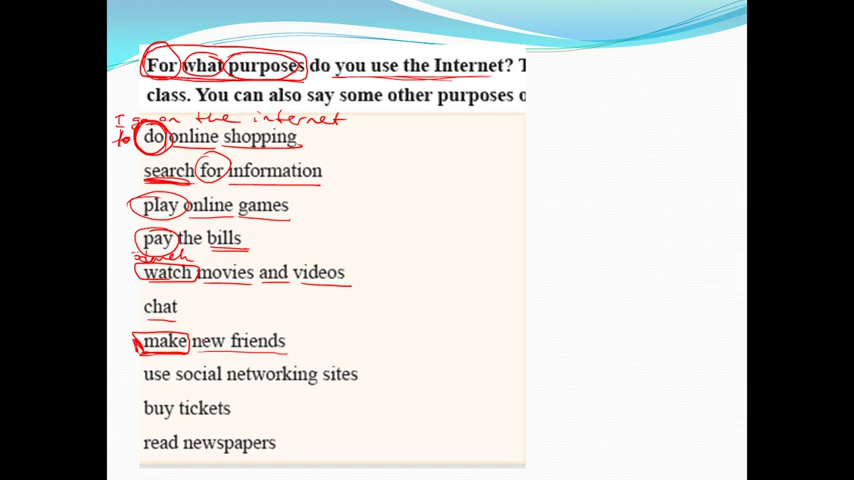 For what purposes do you use the Internet? T
class. You can also say some other purposes o
I go on the internet
to do online shopping
search for information
play online games
pay the bills
watch movies and videos
chat
make new friends
use social networking sites
buy tickets
read newspapers